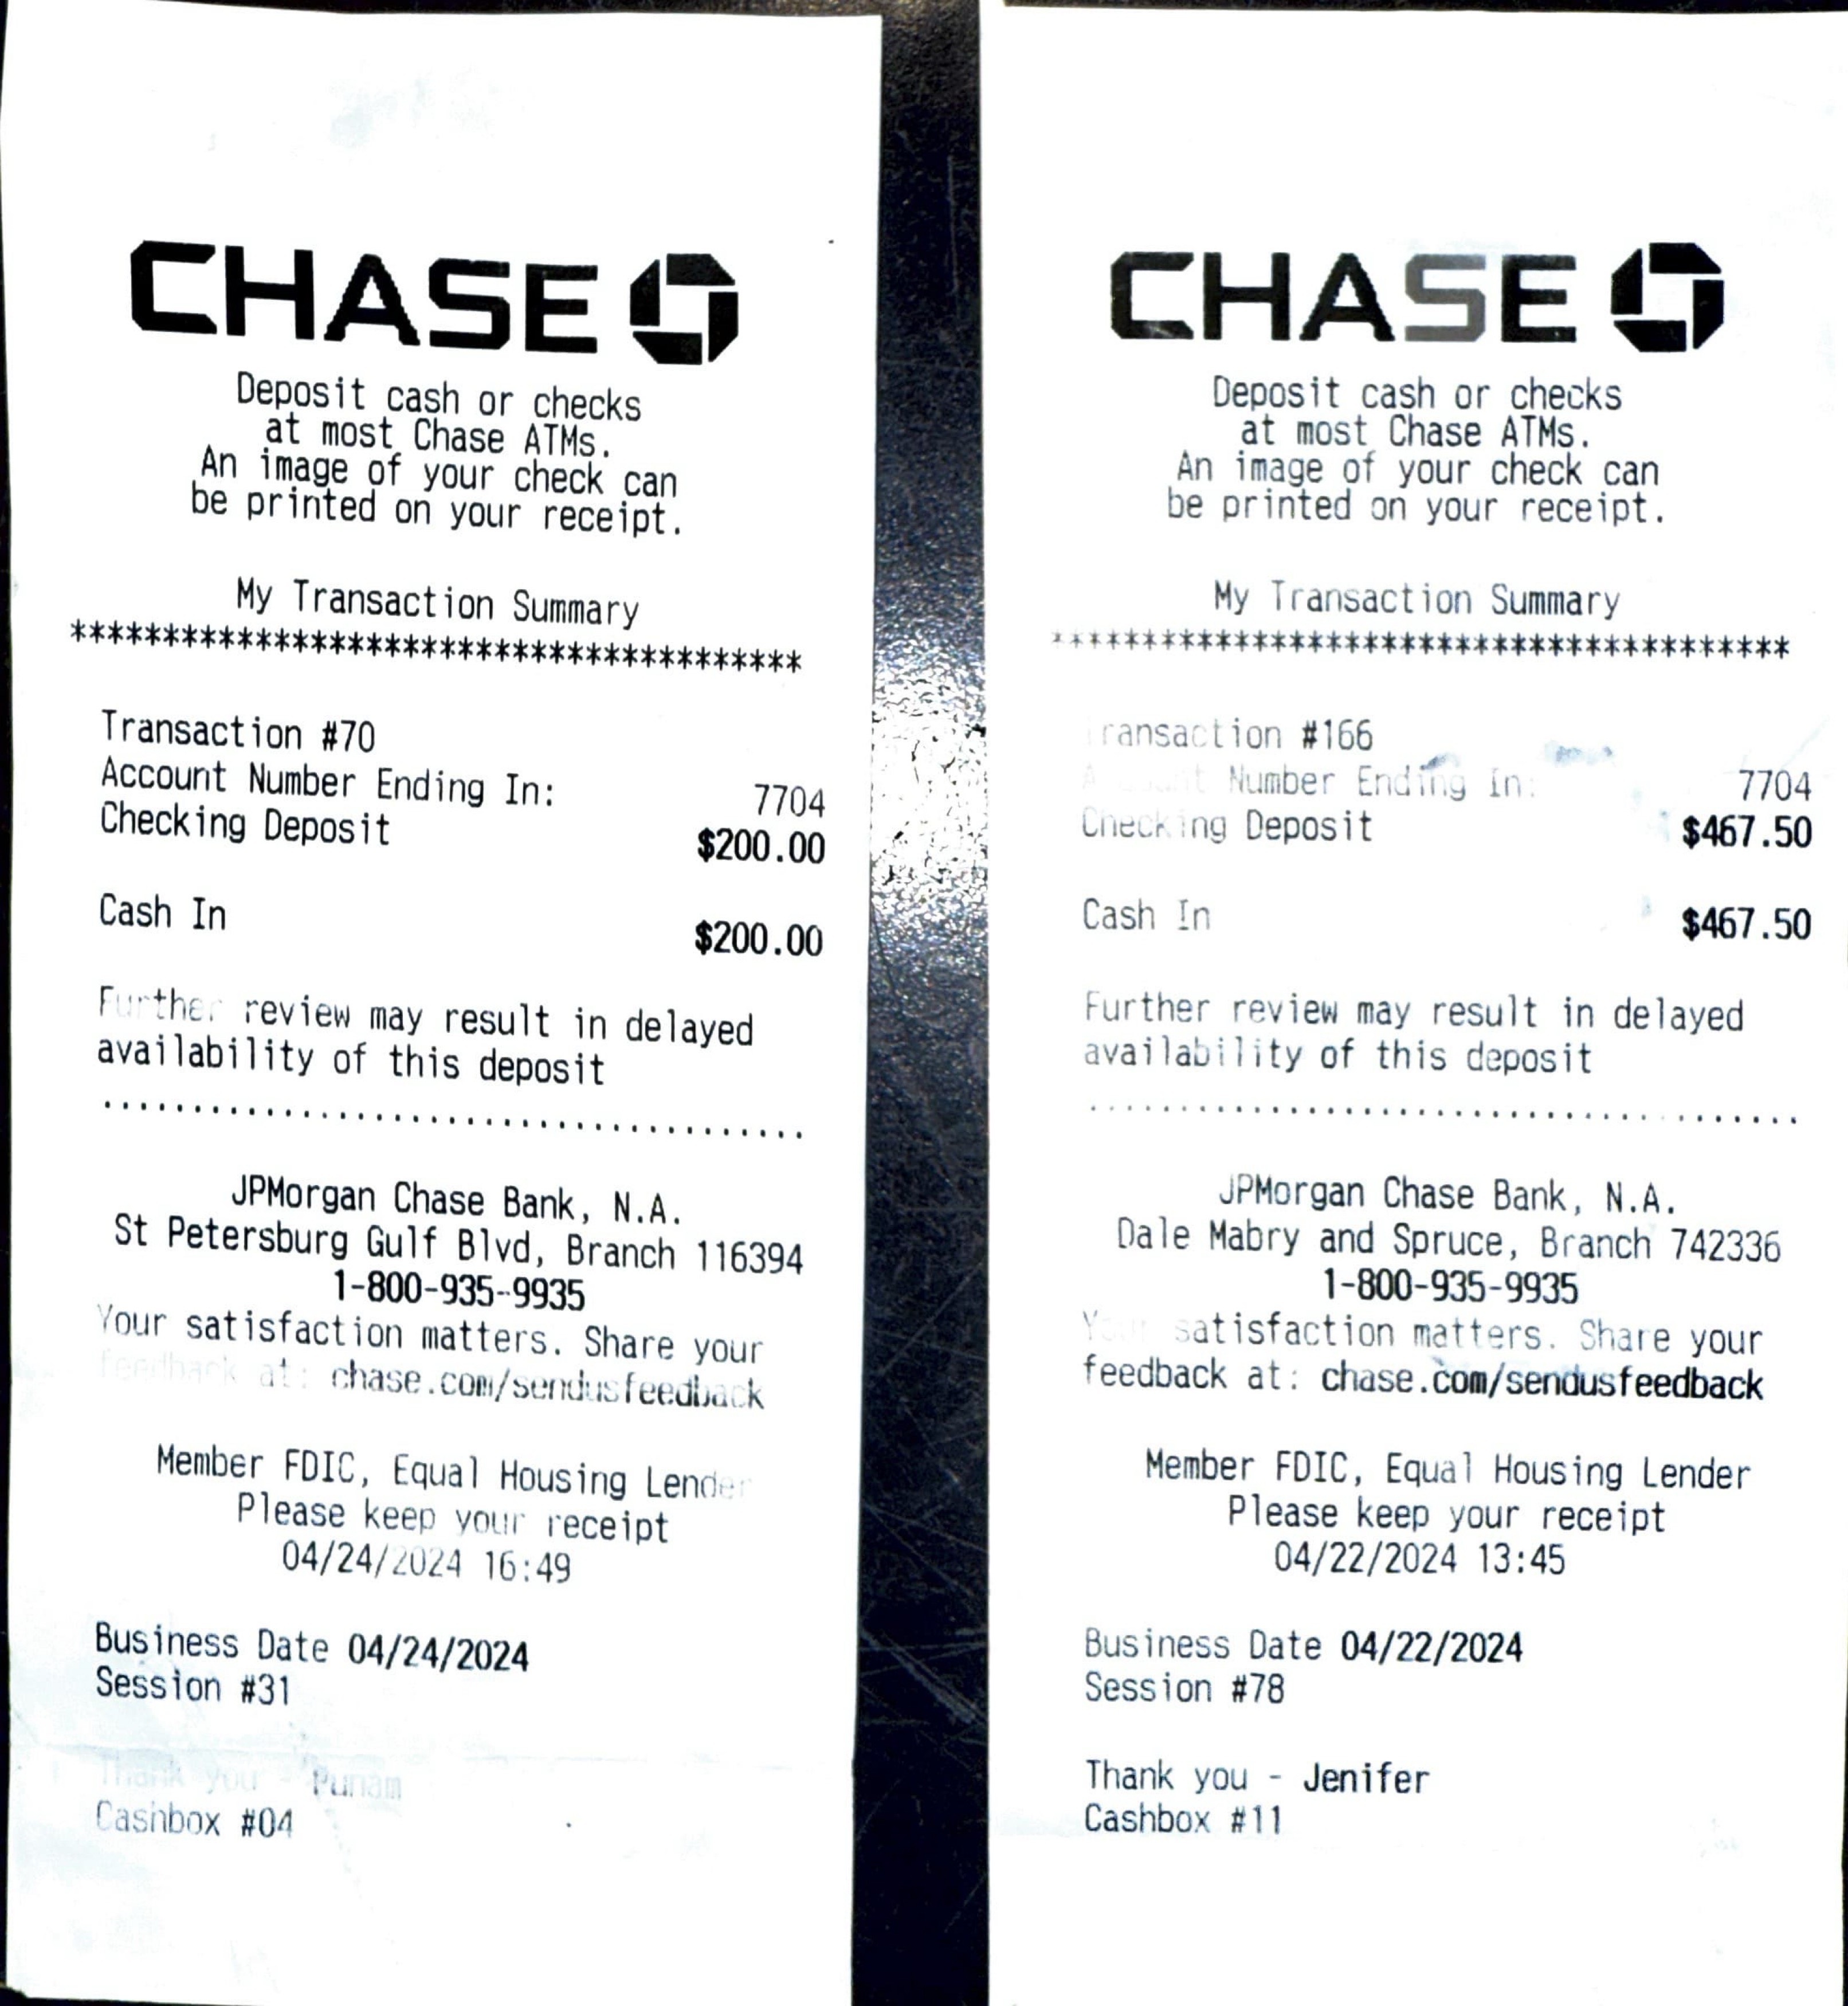 CHASE
Deposit cash or checks
at most Chase ATMs.
An image of your check can
be printed on your receipt.
My Transaction Summary
****************************************
Transaction #70
Account Number Ending In: 7704
Checking Deposit $200.00
Cash In $200.00
Further review may result in delayed
availability of this deposit
.......................................
JPMorgan Chase Bank, N.A.
St Petersburg Gulf Blvd, Branch 116394
1-800-935-9935
Your satisfaction matters. Share your
feedback at: chase.com/sendusfeedback
Member FDIC, Equal Housing Lender
Please keep your receipt
04/24/2024 16:49
Business Date 04/24/2024
Session #31
Thank you - Punam
Cashbox #04
CHASE
Deposit cash or checks
at most Chase ATMs.
An image of your check can
be printed on your receipt.
My Transaction Summary
****************************************
Transaction #166
Account Number Ending In: 7704
Checking Deposit $467.50
Cash In $467.50
Further review may result in delayed
availability of this deposit
.......................................
JPMorgan Chase Bank, N.A.
Dale Mabry and Spruce, Branch 742336
1-800-935-9935
Your satisfaction matters. Share your
feedback at: chase.com/sendusfeedback
Member FDIC, Equal Housing Lender
Please keep your receipt
04/22/2024 13:45
Business Date 04/22/2024
Session #78
Thank you - Jenifer
Cashbox #11